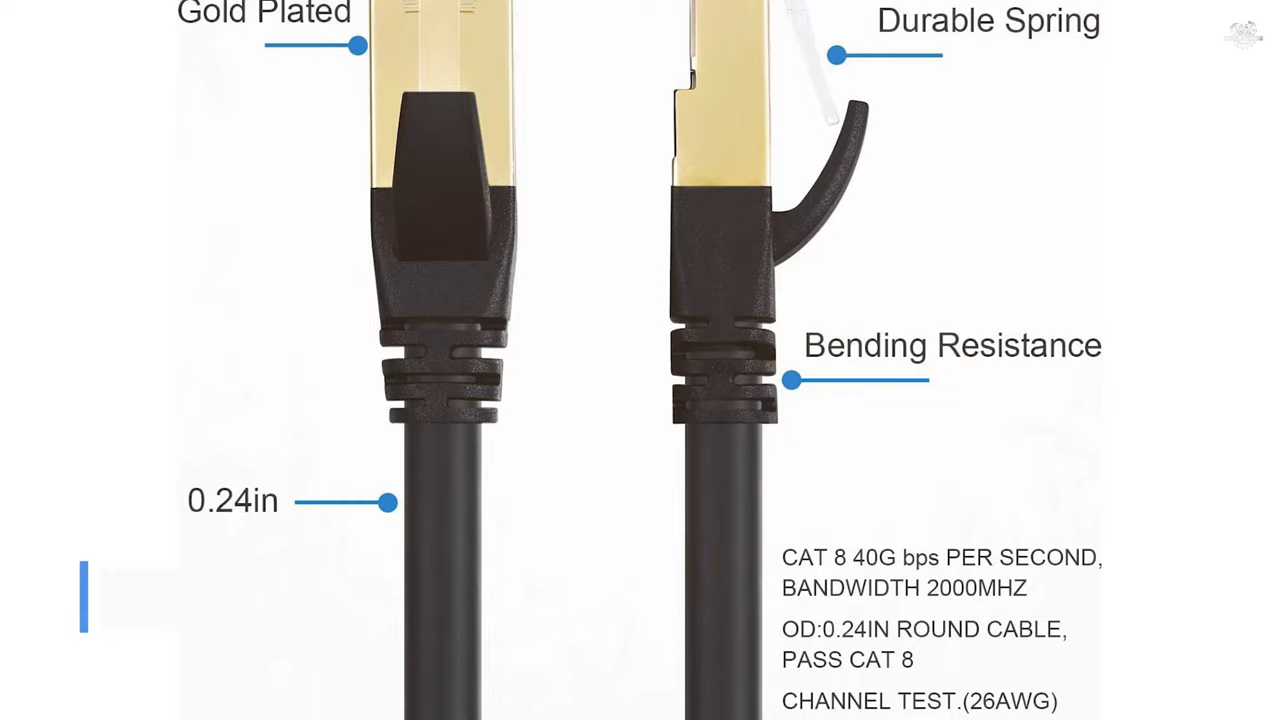 Gold Plated
Durable Spring
Bending Resistance
0.24in
CAT 8 40G bps PER SECOND,
BANDWIDTH 2000MHZ
OD:0.24IN ROUND CABLE,
PASS CAT 8
CHANNEL TEST.(26AWG)